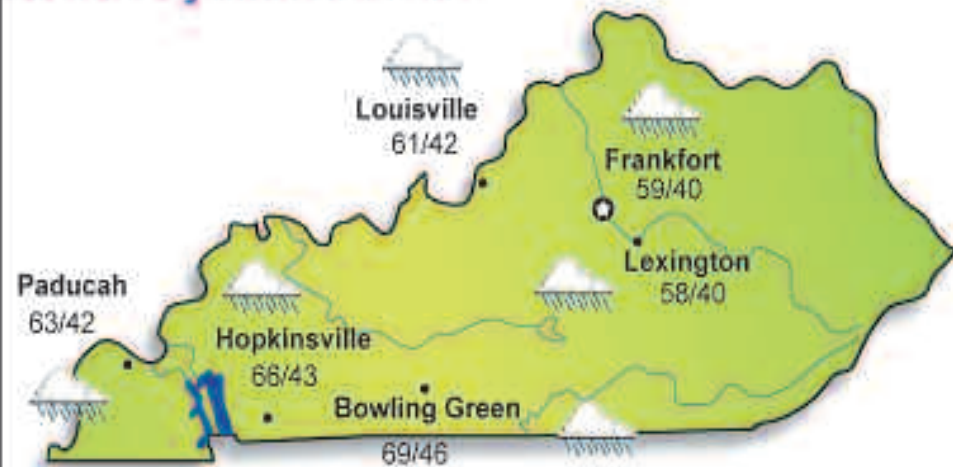 Louisville
61/42
Frankfort
59/40
Lexington
58/40
Paducah
63/42
Hopkinsville
66/43
Bowling Green
69/46